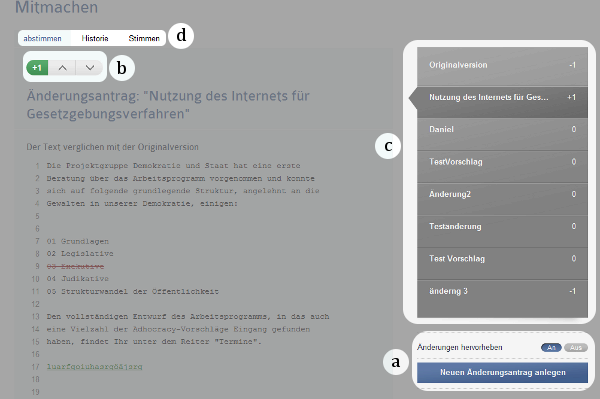 Mitmachen
abstimmen Historie Stimmen
d
+1
b
Änderungsantrag: "Nutzung des Internets für
Gesetzgebungsverfahren"
Der Text verglichen mit der Originalversion
1 Die Projektgruppe Demokratie und Staat hat eine erste
2 Beratung über das Arbeitsprogramm vorgenommen und konnte
3 sich auf folgende grundlegende Struktur, angelehnt an die
4 Gewalten in unserer Demokratie, einigen:
5
6
7 01 Grundlagen
8 02 Legislative
9 03 Exekutive
10 04 Judikative
11 05 Strukturwandel der Öffentlichkeit
12
13 Den vollständigen Entwurf des Arbeitsprogramms, in das auch
14 eine Vielzahl der Adhocracy-Vorschläge Eingang gefunden
15 haben, findet Ihr unter dem Reiter "Termine".
16
17
18
19
c
Originalversion -1
Nutzung des Internets für Ges... +1
Daniel 0
TestVorschlag 0
Änderung2 0
Testanderung 0
Test Vorschlag 0
änderng 3 -1
a
Änderungen hervorheben An Aus
Neuen Änderungsantrag anlegen